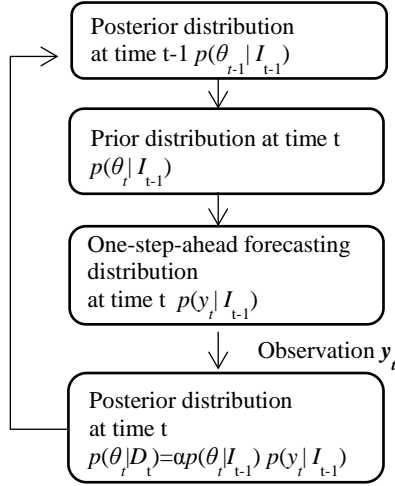 Posterior distribution
at time t-1 p(θt-1| It-1)
Prior distribution at time t
p(θt| It-1)
One-step-ahead forecasting
distribution
at time t p(yt| It-1)
Observation yt
Posterior distribution
at time t
p(θt|Dt)=αp(θt|It-1) p(yt| It-1)